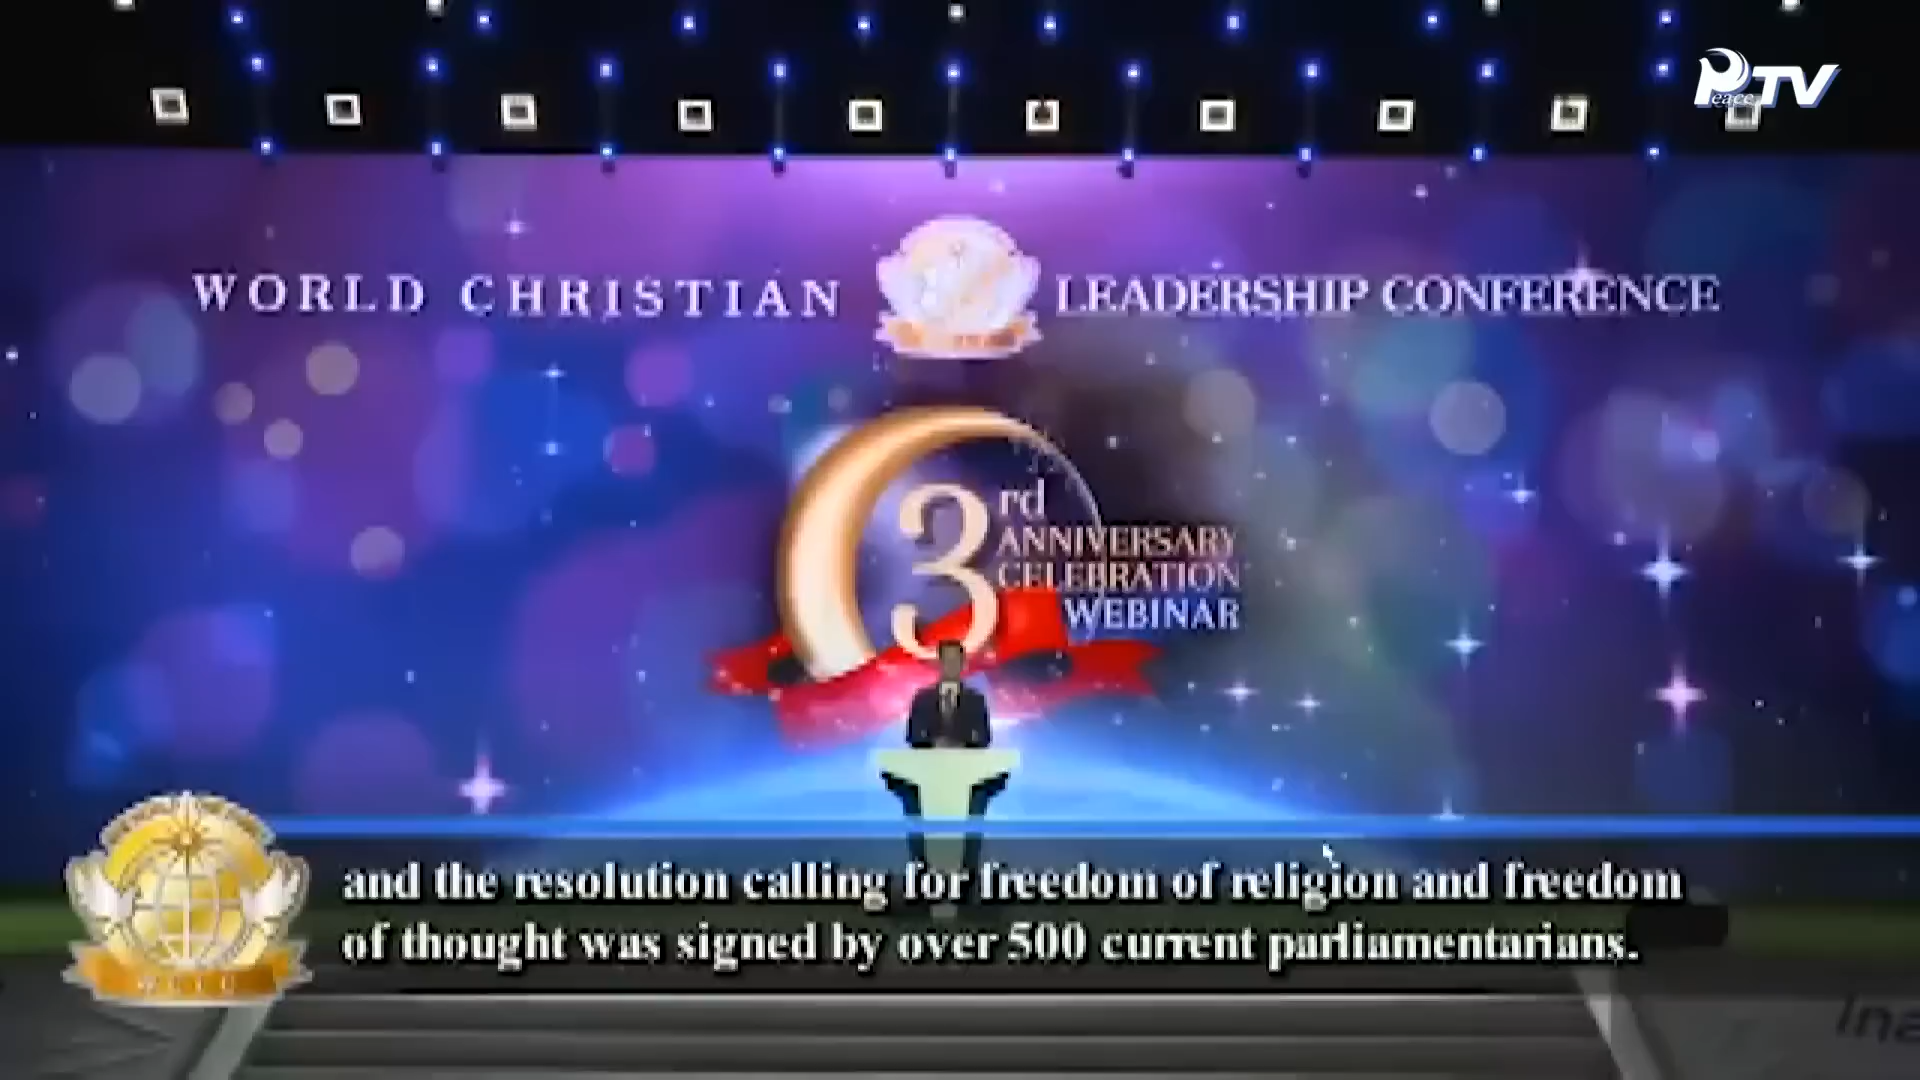 PeaceTV
WORLD CHRISTIAN LEADERSHIP CONFERENCE
3rd
ANNIVERSARY
CELEBRATION
WEBINAR
and the resolution calling for freedom of religion and freedom
of thought was signed by over 500 current parliamentarians.